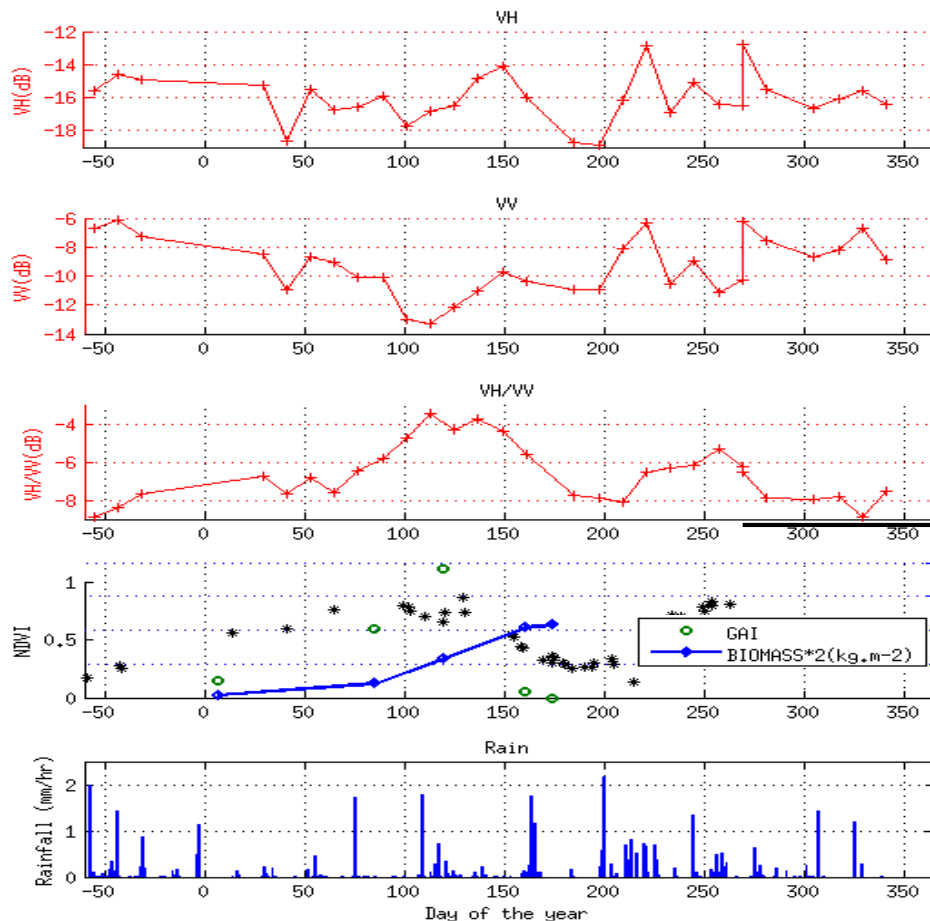 VH
VH(dB)
-12
-14
-16
-18
-50 0 50 100 150 200 250 300 350
VV
VV(dB)
-6
-8
-10
-12
-14
-50 0 50 100 150 200 250 300 350
VH/VV
VH/VV(dB)
-4
-6
-8
-50 0 50 100 150 200 250 300 350
NDVI
1
0.5
0
GAI
BIOMASS*2(kg.m-2)
-50 0 50 100 150 200 250 300 350
Rain
Rainfall (mm/hr)
2
1
0
-50 0 50 100 150 200 250 300 350
Day of the year